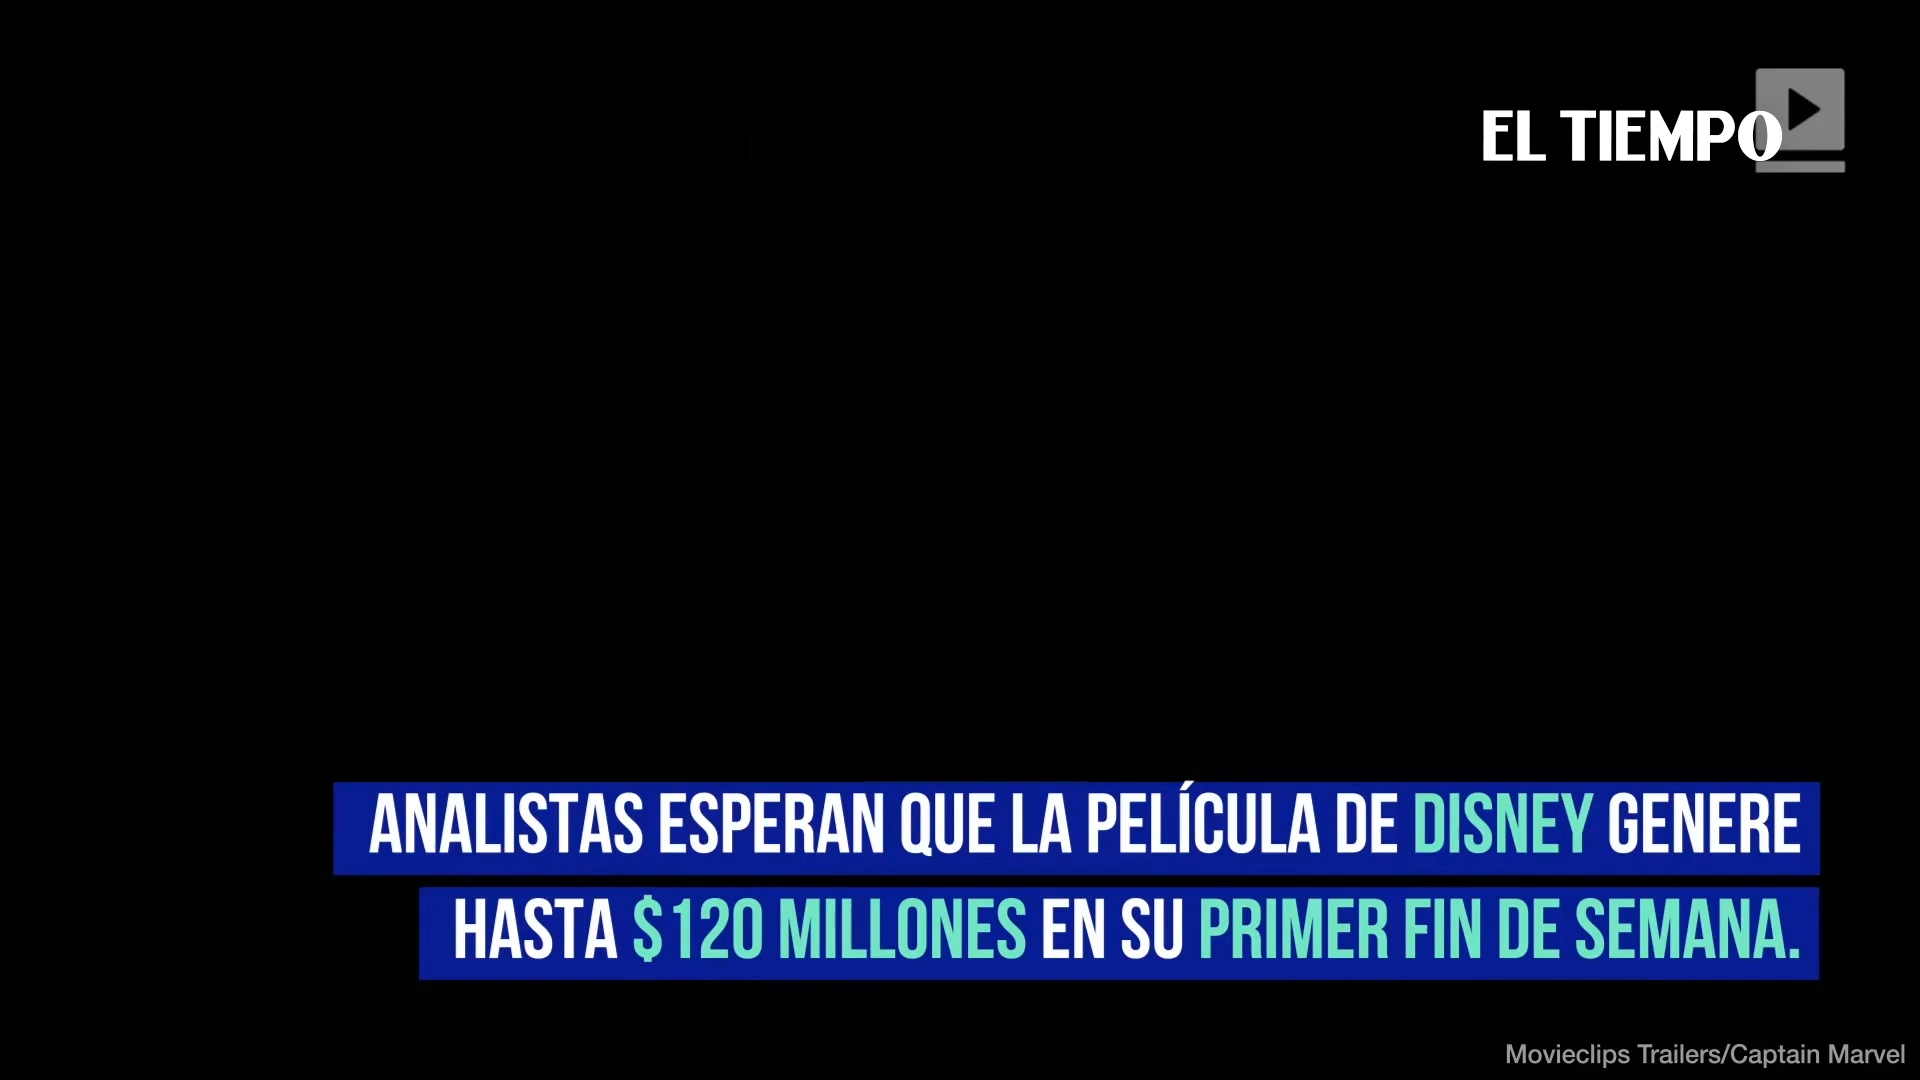 EL TIEMPO
ANALISTAS ESPERAN QUE LA PELÍCULA DE DISNEY GENERE
HASTA $120 MILLONES EN SU PRIMER FIN DE SEMANA.
Movieclips Trailers/Captain Marvel